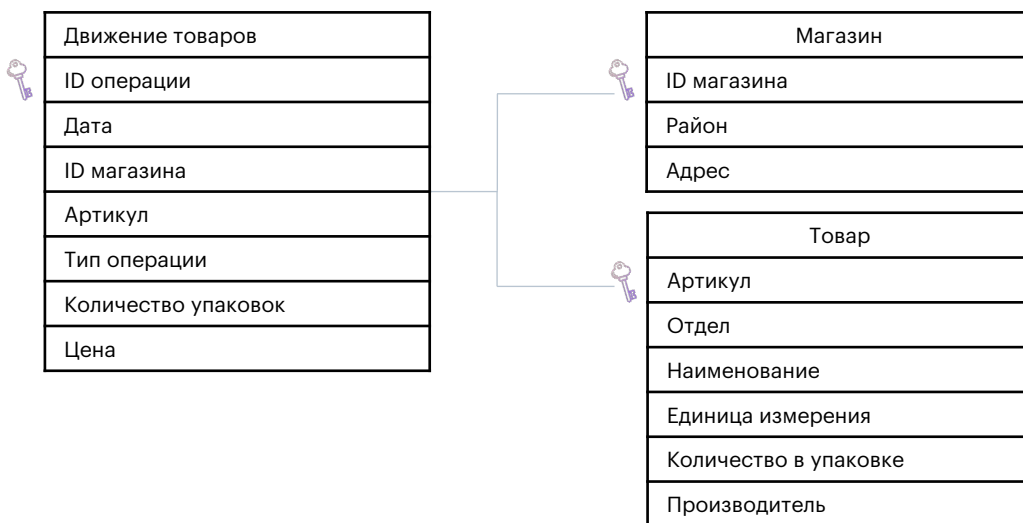 Движение товаров
ID операции
Дата
ID магазина
Артикул
Тип операции
Количество упаковок
Цена
Магазин
ID магазина
Район
Адрес
Товар
Артикул
Отдел
Наименование
Единица измерения
Количество в упаковке
Производитель